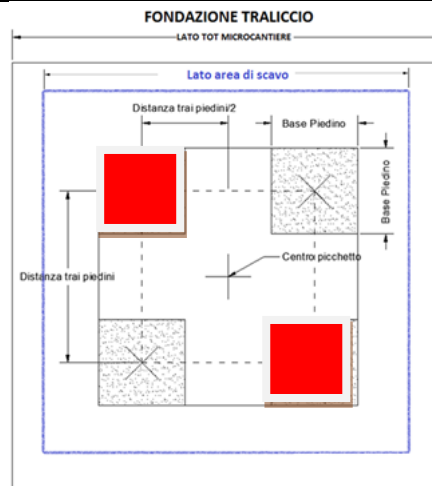 FONDAZIONE TRALICCIO
LATO TOT MICROCANTIERE
Lato area di scavo
Distanza trai piedini/2
Base Piedino
Base Piedino
Centro picchetto
Distanza trai piedini